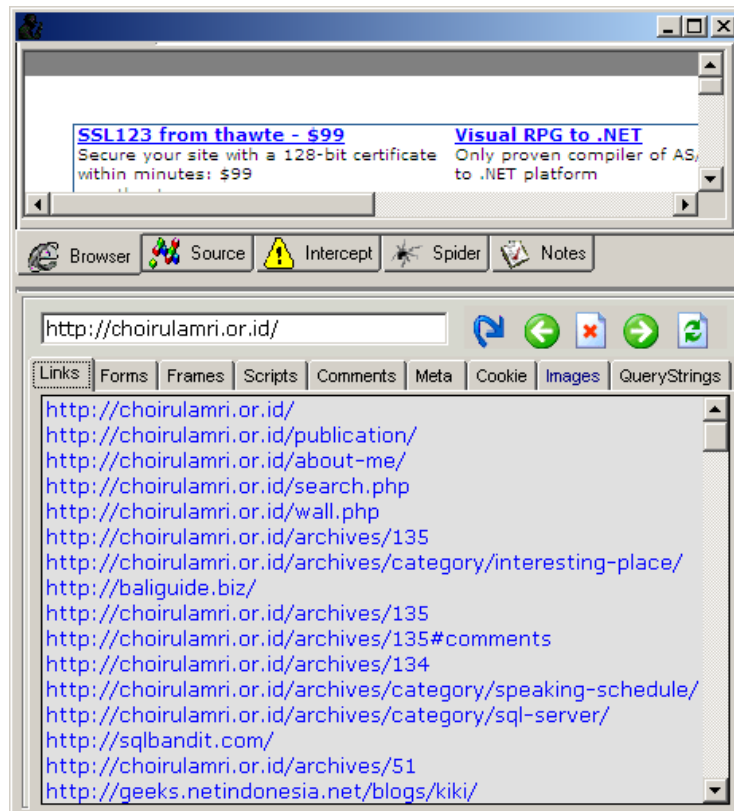 SSL123 from thawte - $99
Secure your site with a 128-bit certificate
within minutes: $99
Visual RPG to .NET
Only proven compiler of AS/
to .NET platform
Browser Source Intercept Spider Notes
http://choirulamri.or.id/
Links Forms Frames Scripts Comments Meta Cookie Images QueryStrings
http://choirulamri.or.id/
http://choirulamri.or.id/publication/
http://choirulamri.or.id/about-me/
http://choirulamri.or.id/search.php
http://choirulamri.or.id/wall.php
http://choirulamri.or.id/archives/135
http://choirulamri.or.id/archives/category/interesting-place/
http://baliguide.biz/
http://choirulamri.or.id/archives/135
http://choirulamri.or.id/archives/135#comments
http://choirulamri.or.id/archives/134
http://choirulamri.or.id/archives/category/speaking-schedule/
http://choirulamri.or.id/archives/category/sql-server/
http://sqlbandit.com/
http://choirulamri.or.id/archives/51
http://geeks.netindonesia.net/blogs/kiki/